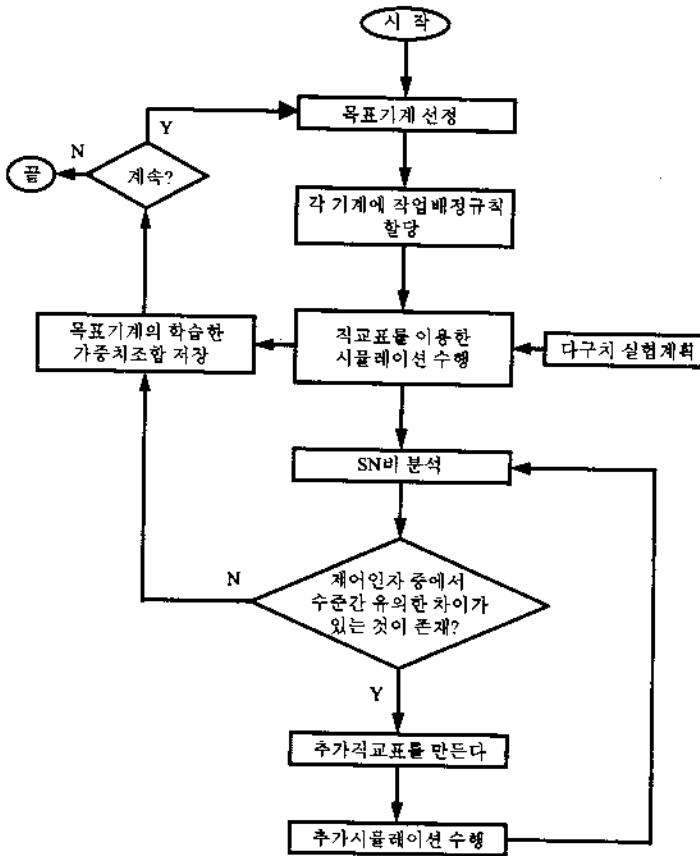 시 작
목표기계 선정
Y
N
끝
계속?
각 기계에 작업배정규칙
할당
목표기계의 학습한
가중치조합 저장
직교표를 이용한
시뮬레이션 수행
다구치 실험계획
SN비 분석
N
제어인자 중에서
수준간 유의한 차이가
있는 것이 존재?
Y
추가직교표를 만든다
추가시뮬레이션 수행